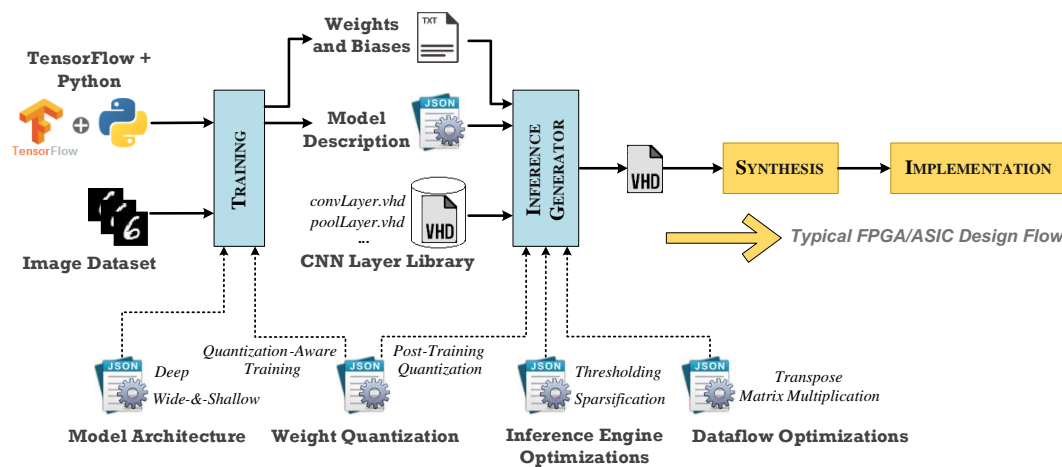 TensorFlow +
Python
TensorFlow
Image Dataset
TRAINING
Weights
and Biases
TXT
Model
Description
JSON
convLayer.vhd
poolLayer.vhd
...
VHD
CNN Layer Library
INFERENCE
GENERATOR
VHD
SYNTHESIS
IMPLEMENTATION
Typical FPGA/ASIC Design Flow
JSON
Deep
Wide-&-Shallow
Model Architecture
Quantization-Aware
Training
JSON
Post-Training
Quantization
Weight Quantization
JSON
Thresholding
Sparsification
Inference Engine
Optimizations
JSON
Transpose
Matrix Multiplication
Dataflow Optimizations
6